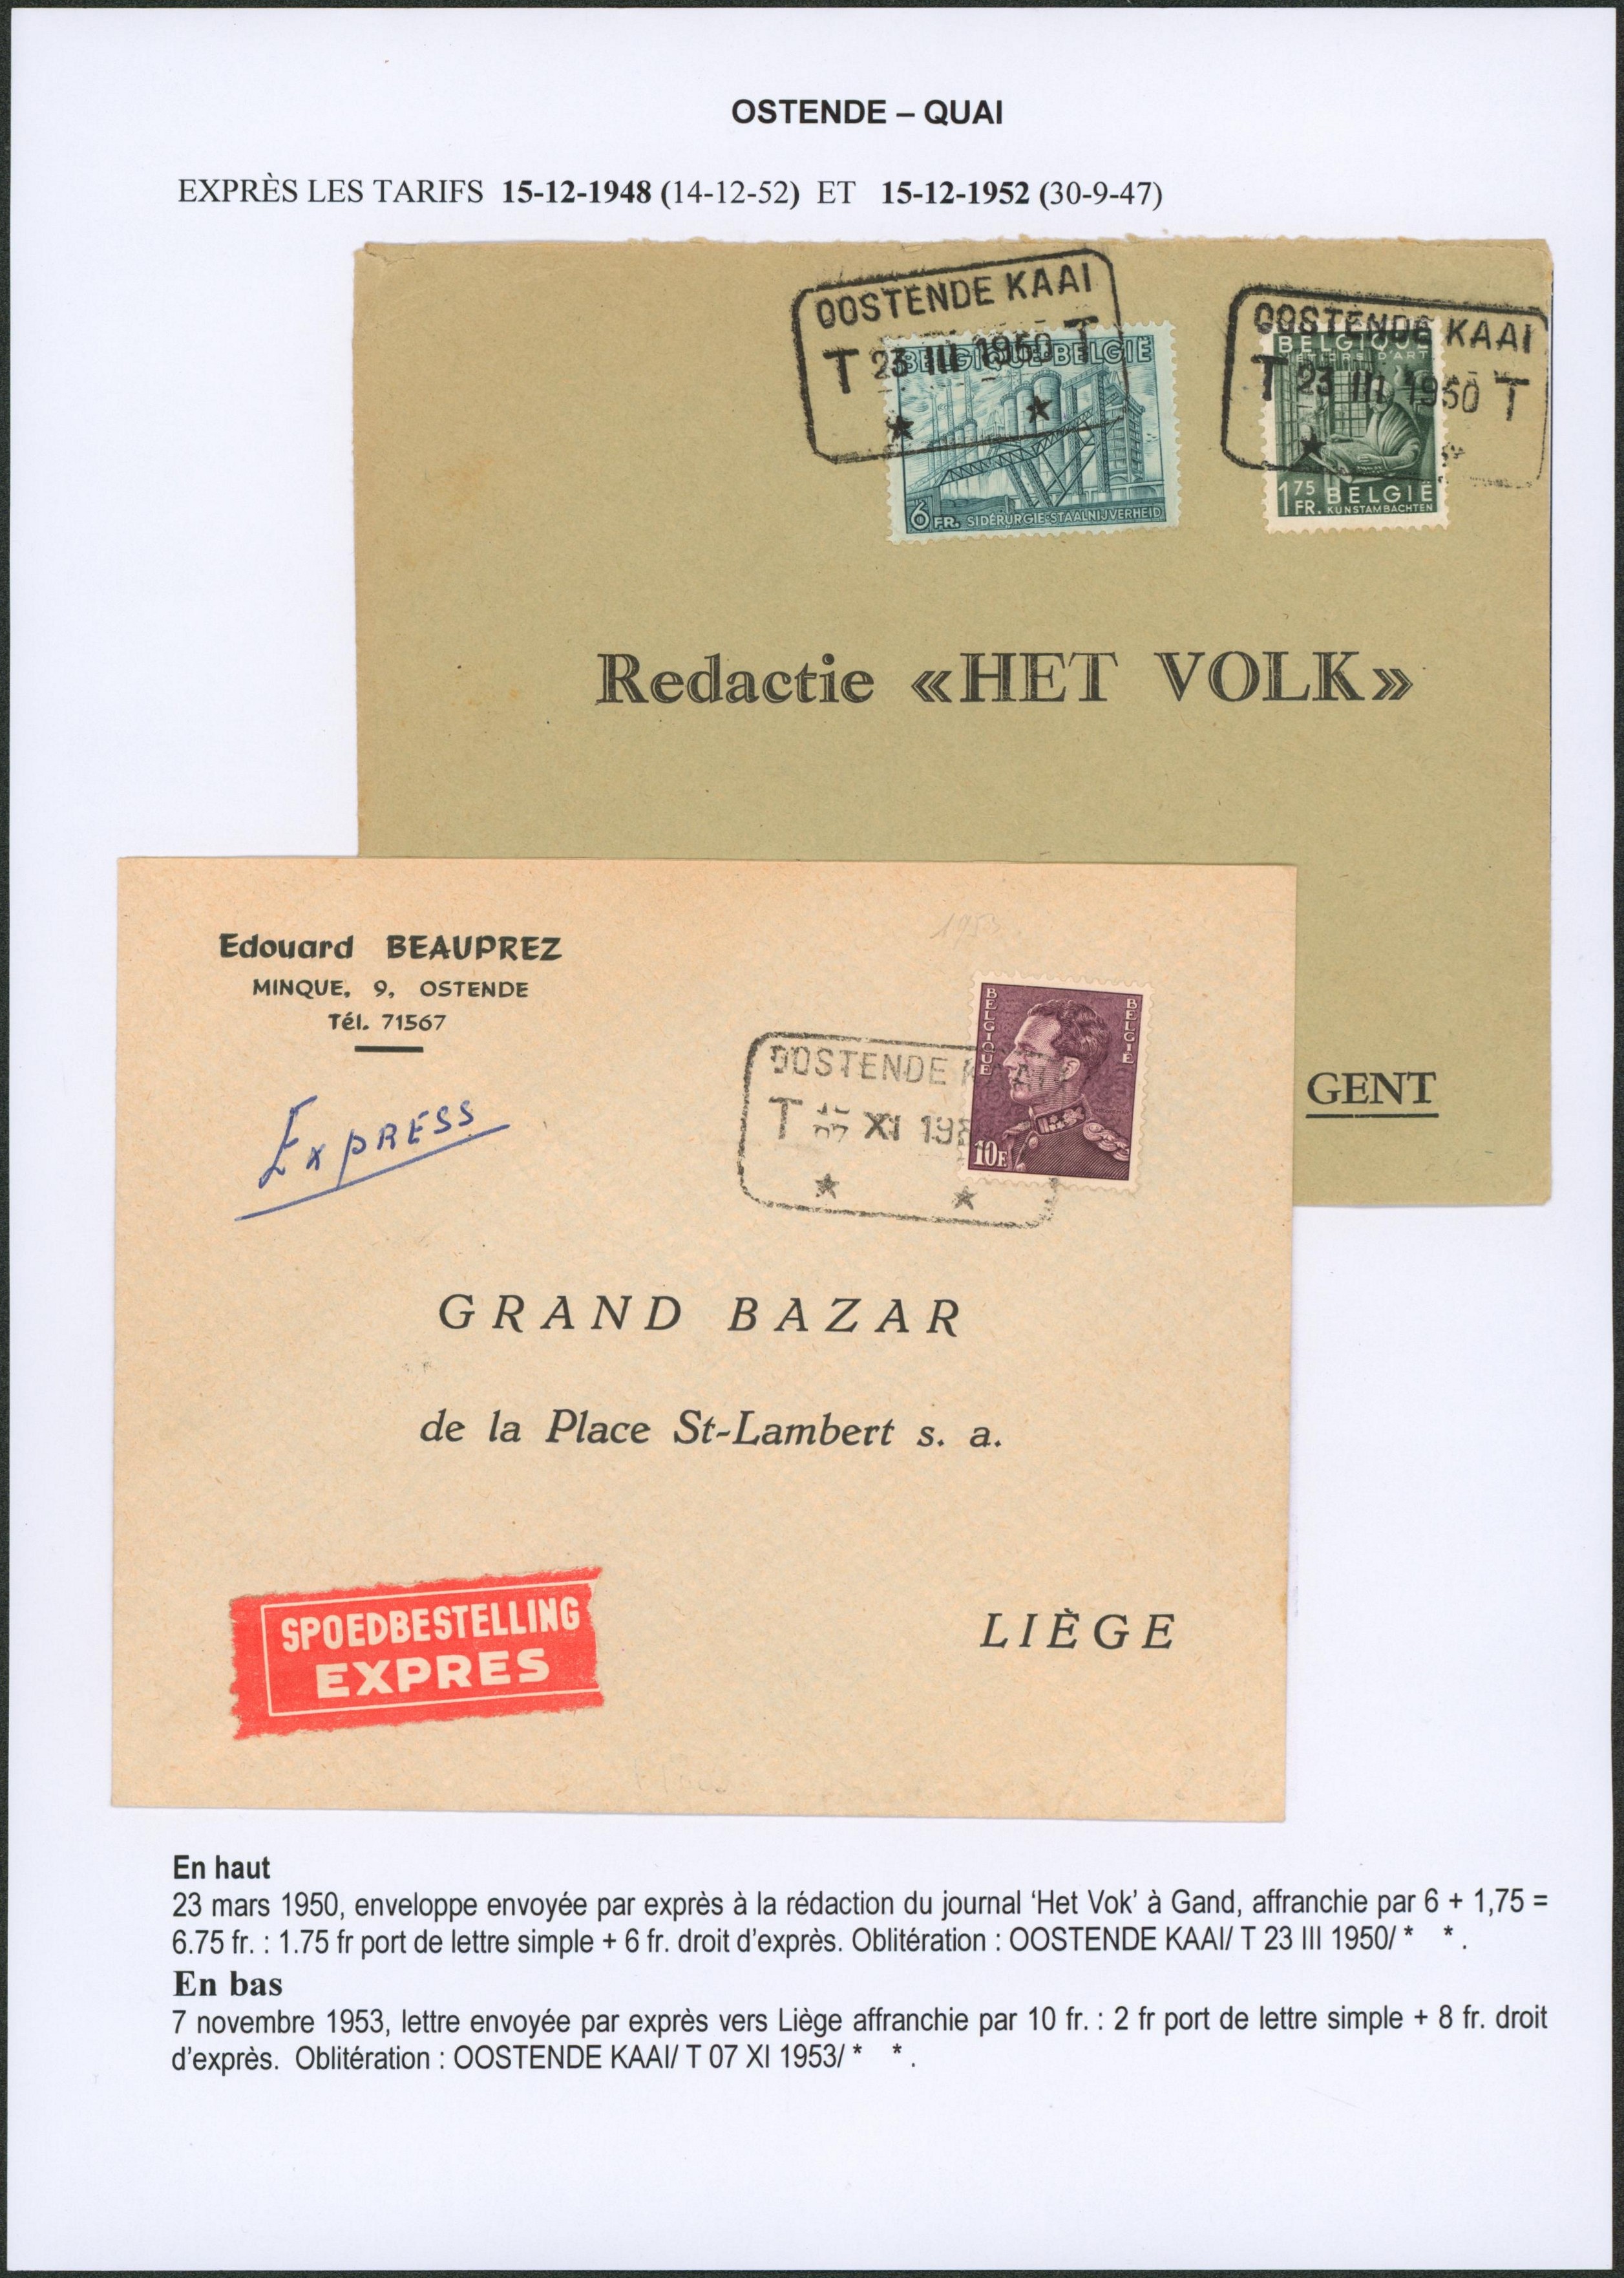 OSTENDE – QUAI
EXPRÈS LES TARIFS 15-12-1948 (14-12-52) ET 15-12-1952 (30-9-47)
OOSTENDE KAAI
T 23 III 1950 T
BELGIQUE-BELGIË
6 FR. SIDÉRURGIE-STAALNIJVERHEID
OOSTENDE KAAI
T 23 III 1950 T
BELGIQUE
MÉTIERS D'ART
1 75 FR. BELGIË
KUNSTAMBACHTEN
Redactie «HET VOLK»
GENT
1953
Edouard BEAUPREZ
MINQUE, 9, OSTENDE
Tél. 71567
Express
BELGIQUE
BELGIË
10F
OOSTENDE K
T 07 XI 195
GRAND BAZAR
de la Place St-Lambert s. a.
LIÈGE
SPOEDBESTELLING
EXPRES
En haut
23 mars 1950, enveloppe envoyée par exprès à la rédaction du journal ‘Het Vok’ à Gand, affranchie par 6 + 1,75 =
6.75 fr. : 1.75 fr port de lettre simple + 6 fr. droit d’exprès. Oblitération : OOSTENDE KAAI/ T 23 III 1950/ * * .
En bas
7 novembre 1953, lettre envoyée par exprès vers Liège affranchie par 10 fr. : 2 fr port de lettre simple + 8 fr. droit
d’exprès. Oblitération : OOSTENDE KAAI/ T 07 XI 1953/ * * .